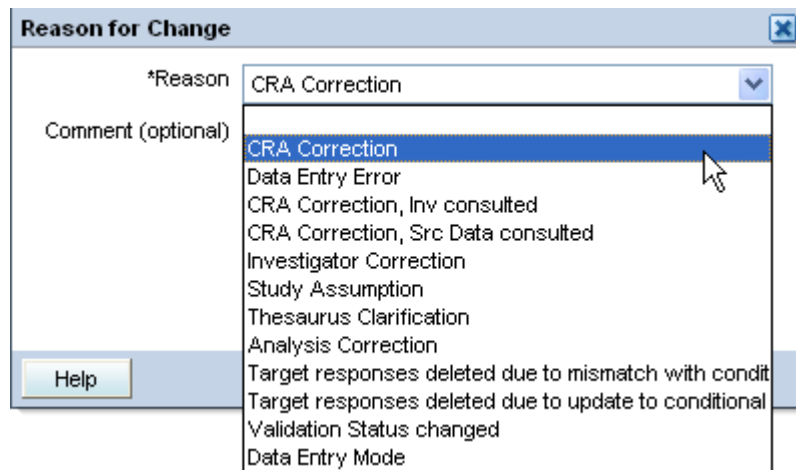 Reason for Change
*Reason CRA Correction
Comment (optional)
CRA Correction
Data Entry Error
CRA Correction, Inv consulted
CRA Correction, Src Data consulted
Investigator Correction
Study Assumption
Thesaurus Clarification
Analysis Correction
Target responses deleted due to mismatch with condit
Target responses deleted due to update to conditional
Validation Status changed
Data Entry Mode
Help